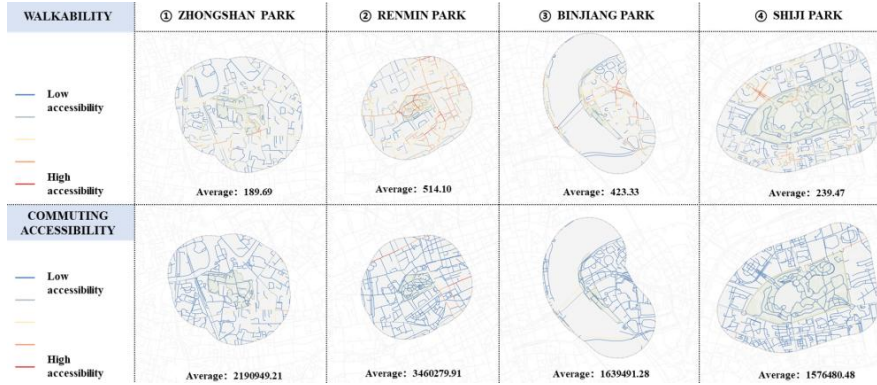 WALKABILITY
① ZHONGSHAN PARK
② RENMIN PARK
③ BINJIANG PARK
④ SHIJI PARK
Low
accessibility
High
accessibility
Average：189.69
Average：514.10
Average：423.33
Average：239.47
COMMUTING
ACCESSIBILITY
Low
accessibility
High
accessibility
Average：2190949.21
Average：3460279.91
Average：1639491.28
Average：1576480.48